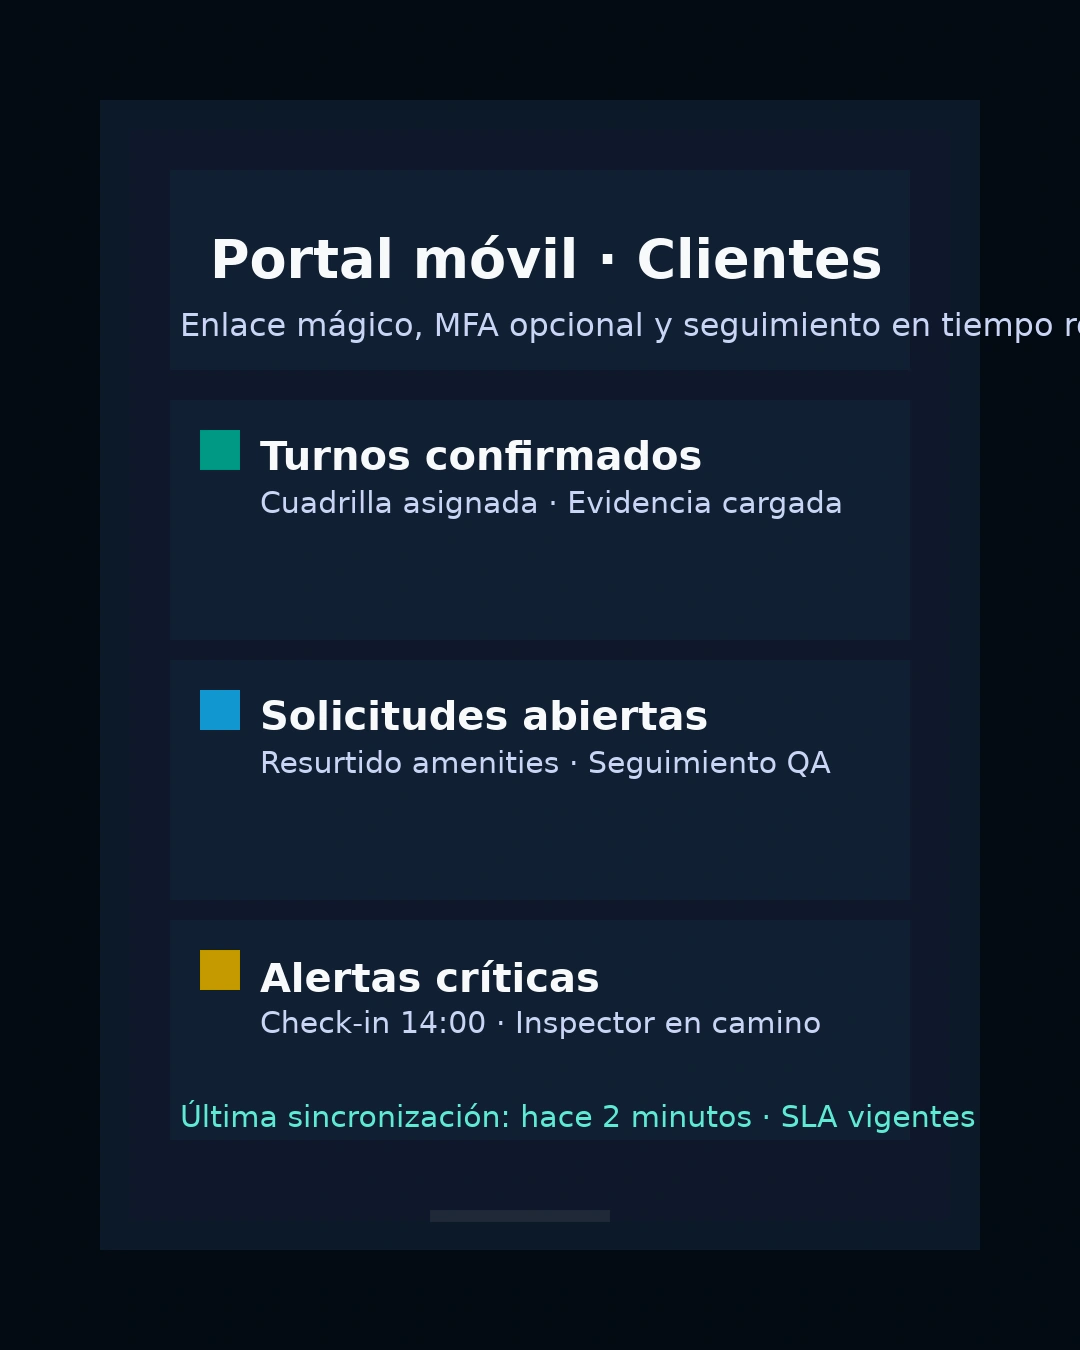 Portal móvil · Clientes
Enlace mágico, MFA opcional y seguimiento en tiempo
Turnos confirmados
Cuadrilla asignada · Evidencia cargada
Solicitudes abiertas
Resurtido amenities · Seguimiento QA
Alertas críticas
Check-in 14:00 · Inspector en camino
Última sincronización: hace 2 minutos · SLA vigentes